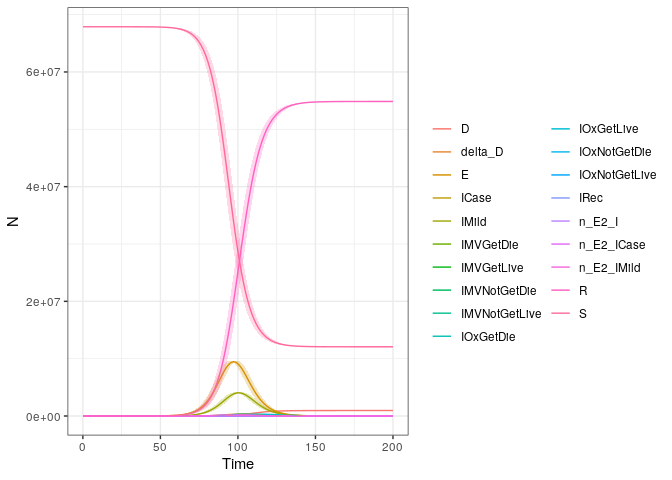 6e+07
4e+07
2e+07
0e+00
N
0
50
100
150
200
Time
D
delta_D
E
ICase
IMild
IMVGetDie
IMVGetLive
IMVNotGetDie
IMVNotGetLive
IOxGetDie
IOxGetLive
IOxNotGetDie
IOxNotGetLive
IRec
n_E2_I
n_E2_ICase
n_E2_IMild
R
S